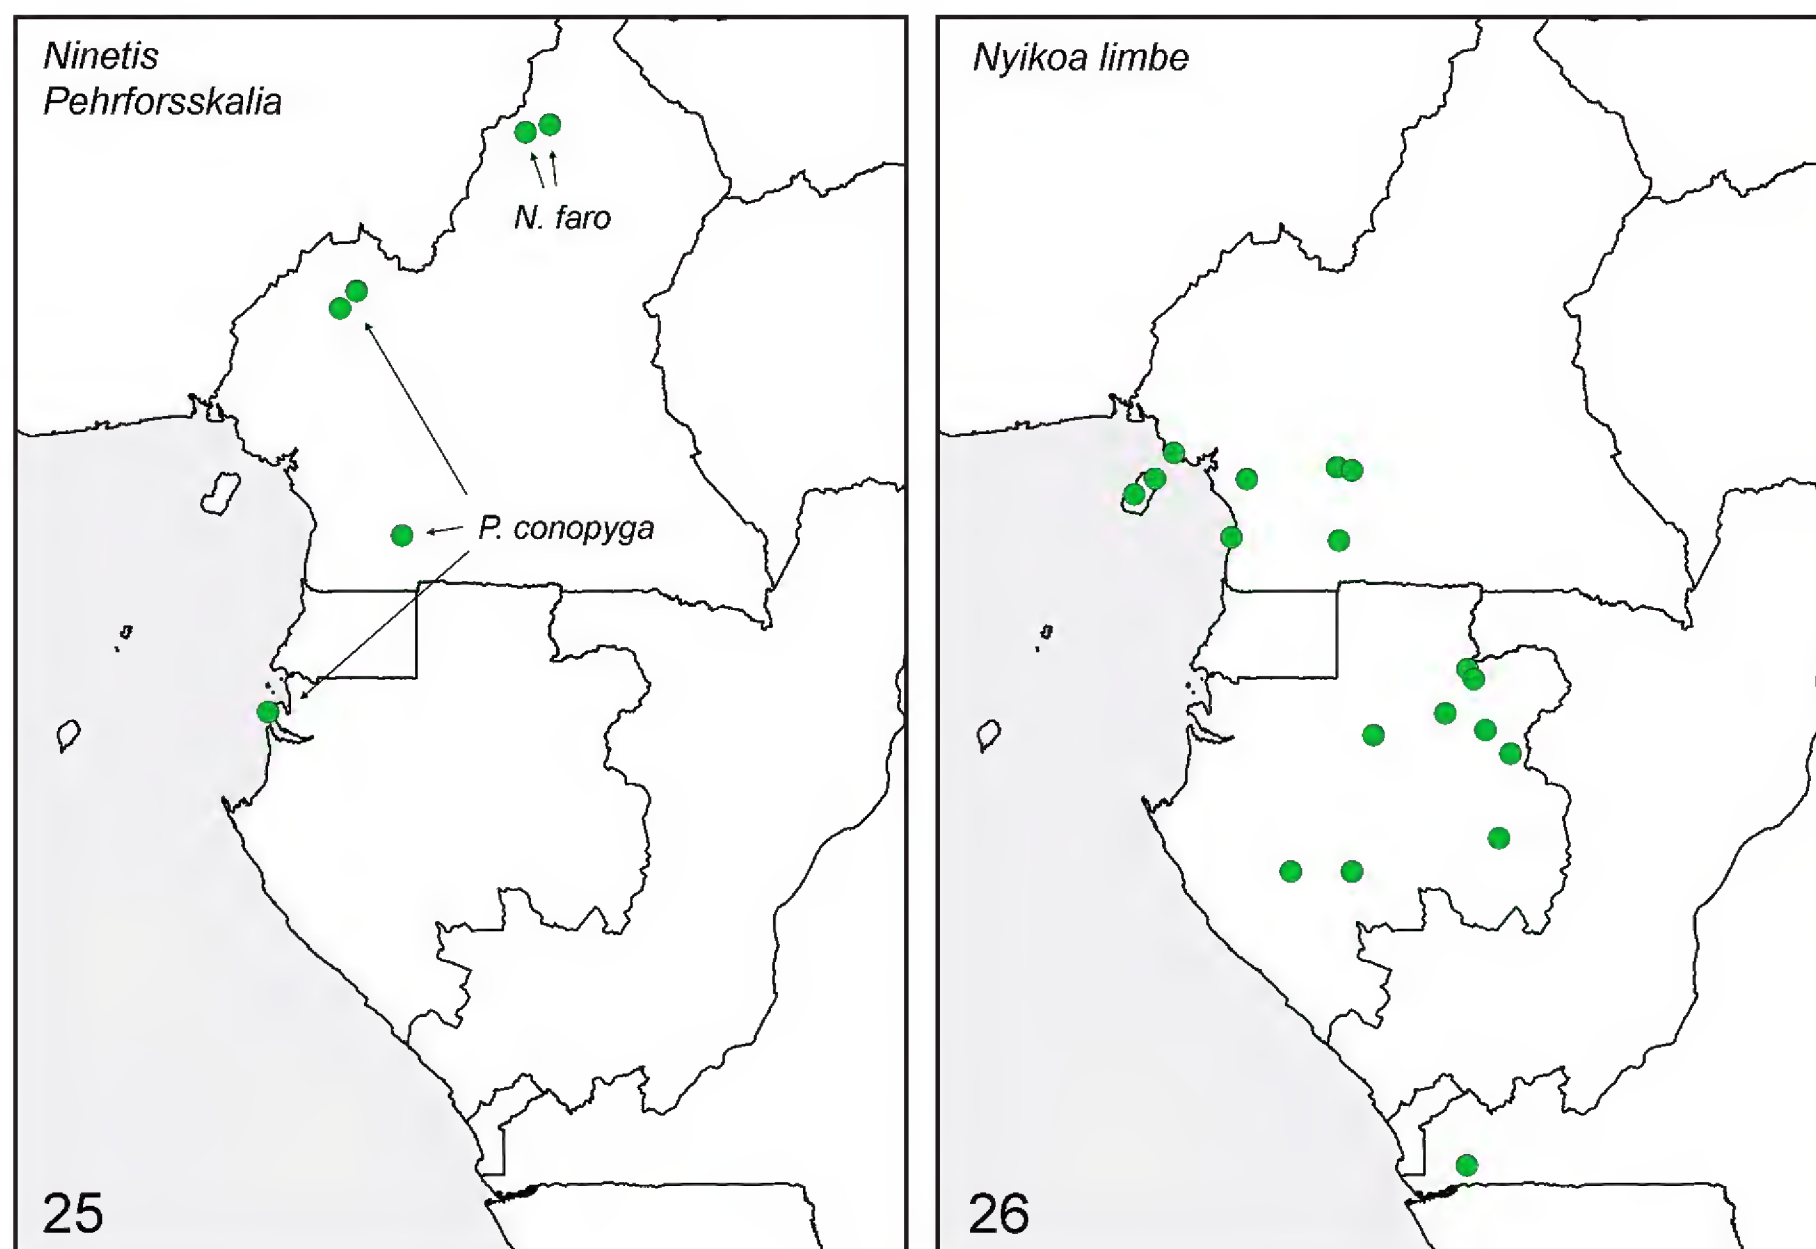 Ninetis
Pehrforsskalia
N. faro
P. conopyga
25
Nyikoa limbe
26